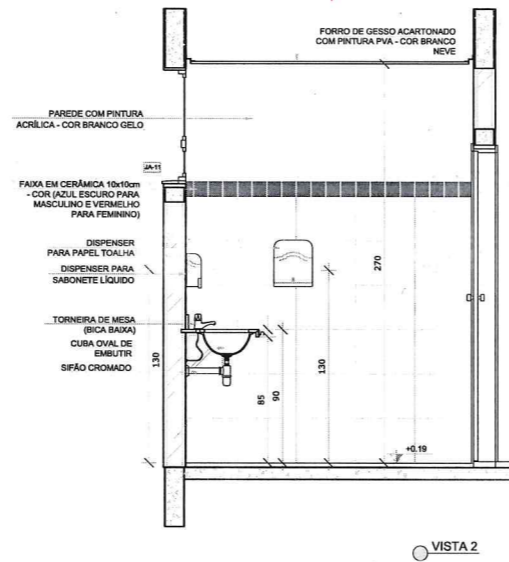 FORRO DE GESSO ACARTONADO
COM PINTURA PVA - COR BRANCO
NEVE
PAREDE COM PINTURA
ACRÍLICA - COR BRANCO GELO
JA-11
FAIXA EM CERÂMICA 10x10cm
- COR (AZUL ESCURO PARA
MASCULINO E VERMELHO
PARA FEMININO)
DISPENSER
PARA PAPEL TOALHA
DISPENSER PARA
SABONETE LÍQUIDO
TORNEIRA DE MESA
(BICA BAIXA)
CUBA OVAL DE
EMBUTIR
SIFÃO CROMADO
130
85
90
130
270
+0.19
VISTA 2